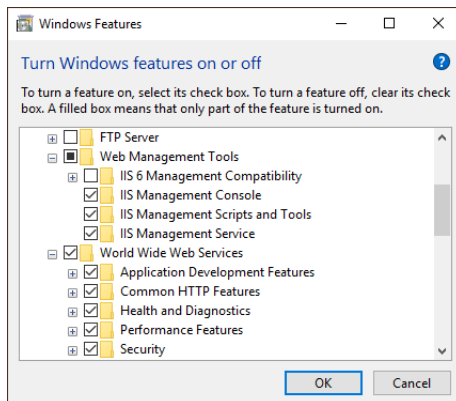 Windows Features
Turn Windows features on or off
To turn a feature on, select its check box. To turn a feature off, clear its check
box. A filled box means that only part of the feature is turned on.
FTP Server
Web Management Tools
IIS 6 Management Compatibility
IIS Management Console
IIS Management Scripts and Tools
IIS Management Service
World Wide Web Services
Application Development Features
Common HTTP Features
Health and Diagnostics
Performance Features
Security
OK
Cancel